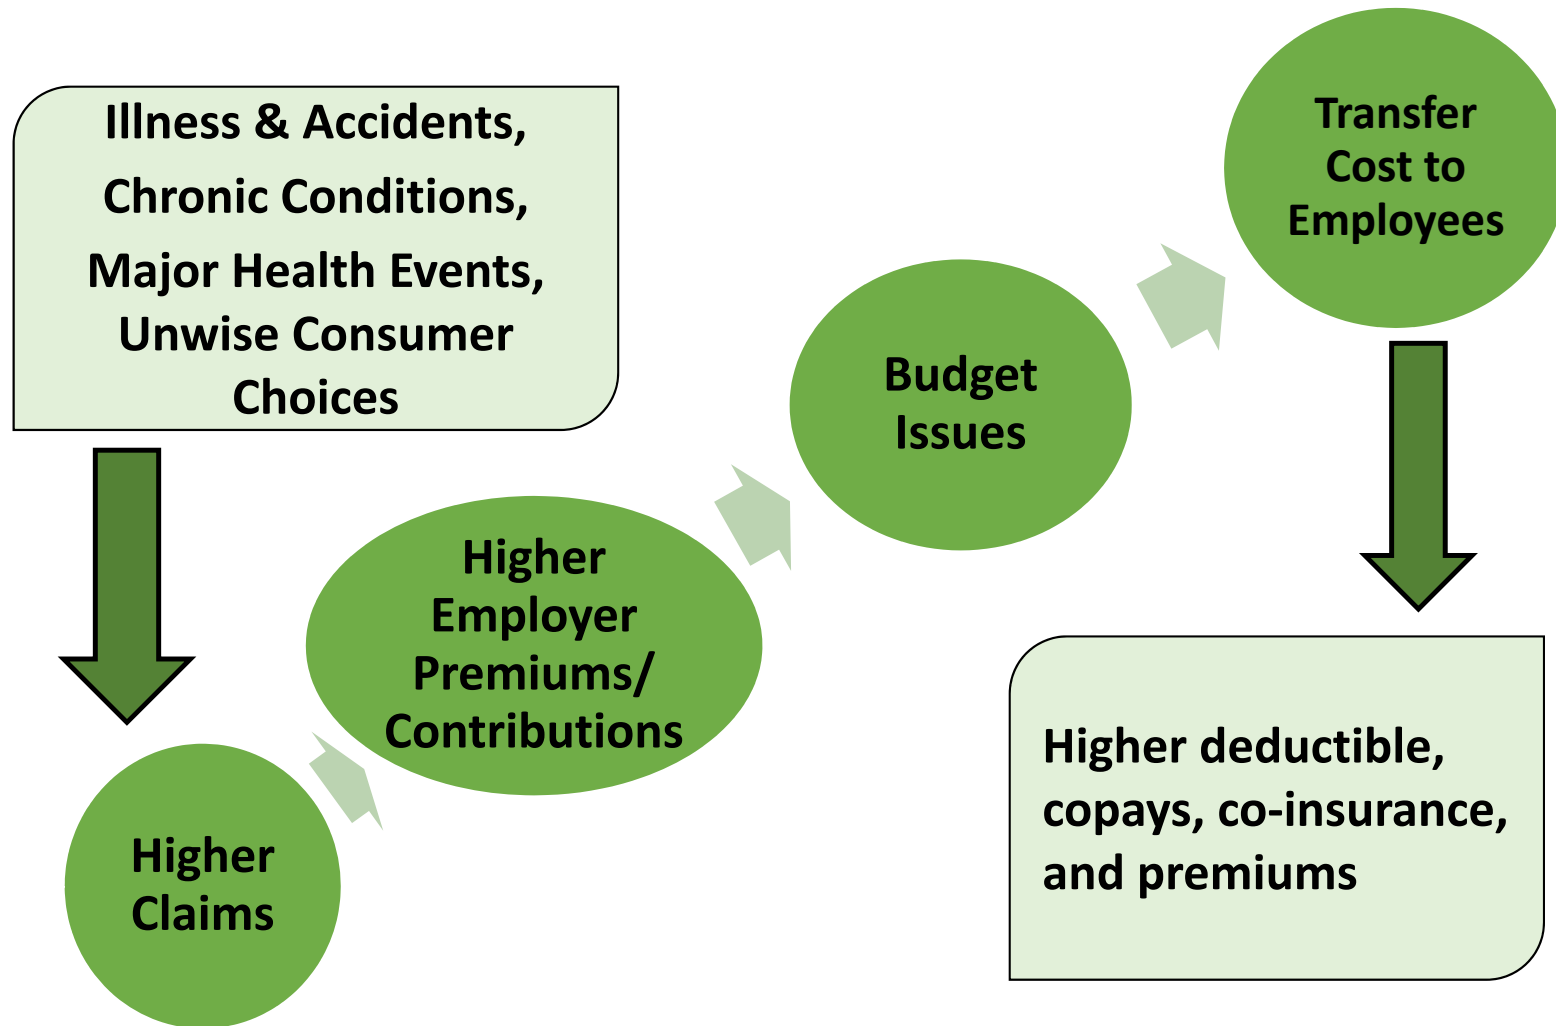 Illness & Accidents,
Chronic Conditions,
Major Health Events,
Unwise Consumer
Choices
Higher
Claims
Higher
Employer
Premiums/
Contributions
Budget
Issues
Transfer
Cost to
Employees
Higher deductible,
copays, co-insurance,
and premiums